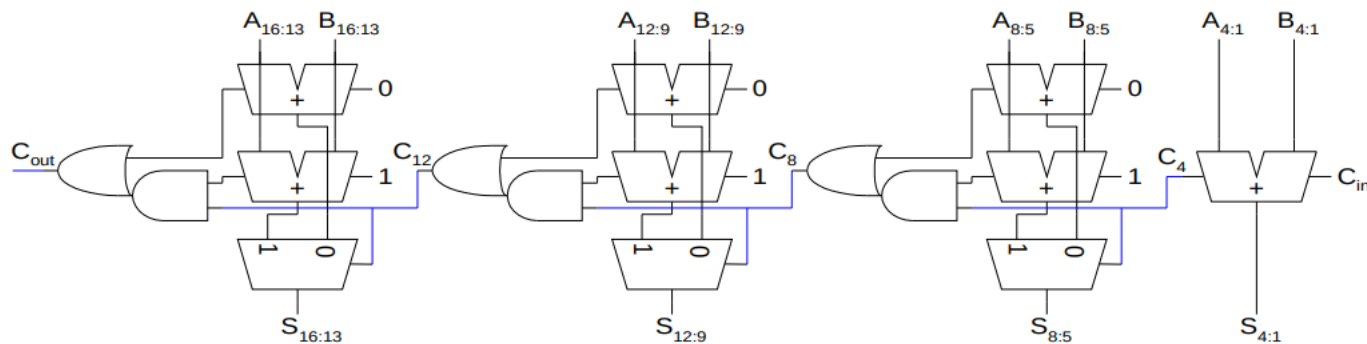 A16:13 B16:13 A12:9 B12:9 A8:5 B8:5 A4:1 B4:1
0 0 0
+ + +
Cout C12 C8 C4
1 1 1 Cin
+ + + +
1 0 1 0 1 0
S16:13 S12:9 S8:5 S4:1